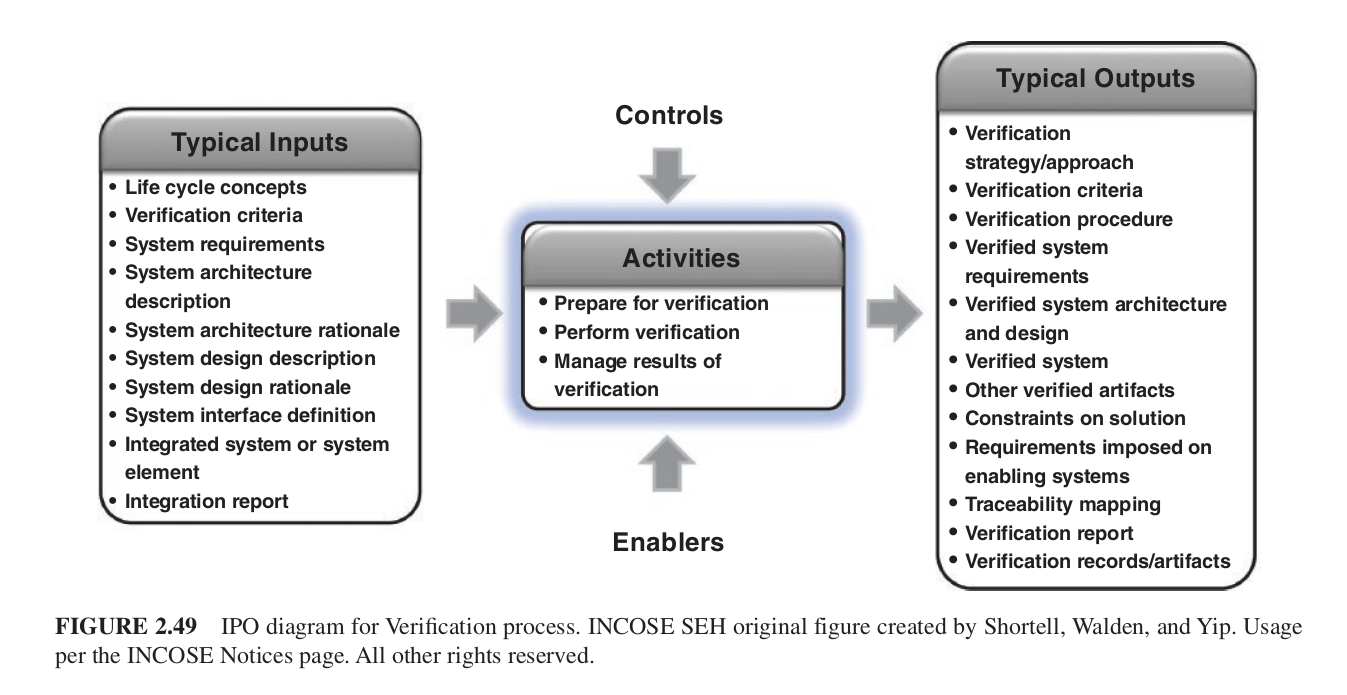 Typical Inputs
• Life cycle concepts
• Verification criteria
• System requirements
• System architecture
description
• System architecture rationale
• System design description
• System design rationale
• System interface definition
• Integrated system or system
element
• Integration report
Controls
Activities
• Prepare for verification
• Perform verification
• Manage results of
verification
Enablers
Typical Outputs
• Verification
strategy/approach
• Verification criteria
• Verification procedure
• Verified system
requirements
• Verified system architecture
and design
• Verified system
• Other verified artifacts
• Constraints on solution
• Requirements imposed on
enabling systems
• Traceability mapping
• Verification report
• Verification records/artifacts
FIGURE 2.49 IPO diagram for Verification process. INCOSE SEH original figure created by Shortell, Walden, and Yip. Usage
per the INCOSE Notices page. All other rights reserved.